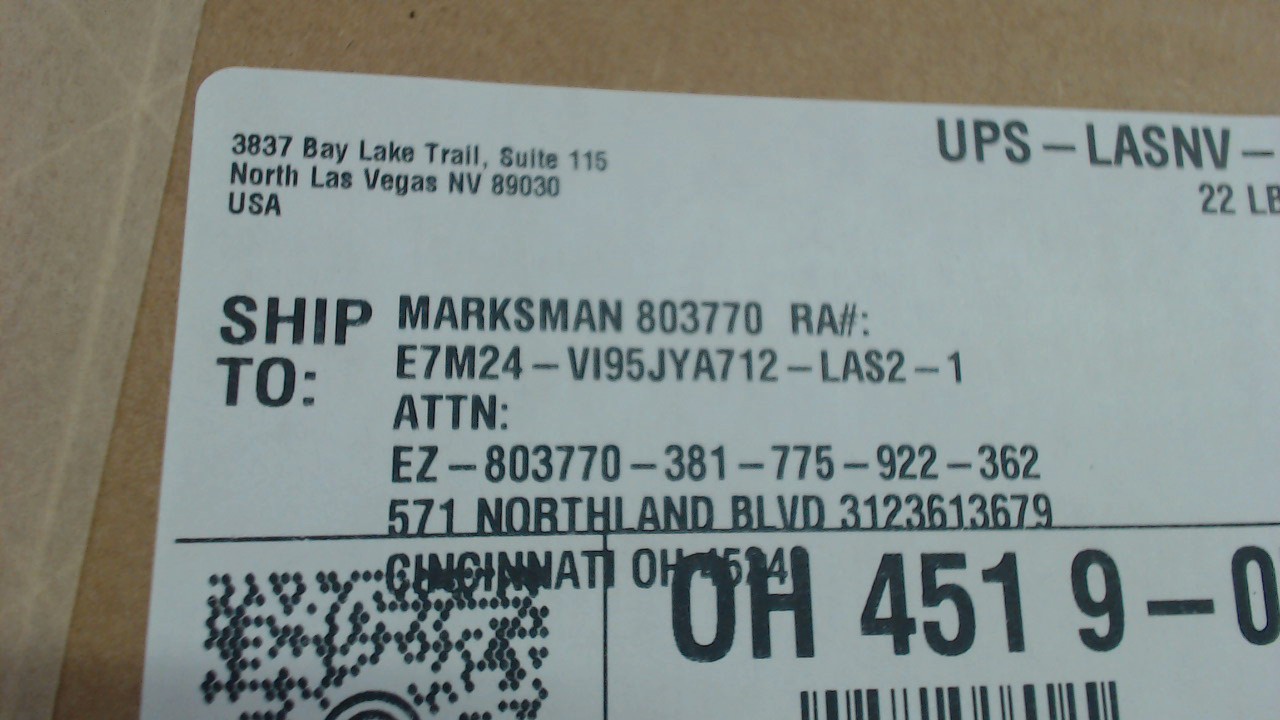 3837 Bay Lake Trail, Suite 115
North Las Vegas NV 89030
USA
UPS – LASNV –
22 LB
SHIP TO:
MARKSMAN 803770 RA#:
E7M24 – VI95JYA712 – LAS2 – 1
ATTN:
EZ – 803770 – 381 – 775 – 922 – 362
571 NORTHLAND BLVD 3123613679
CINCINNATI OH
OH 451 9 – 0